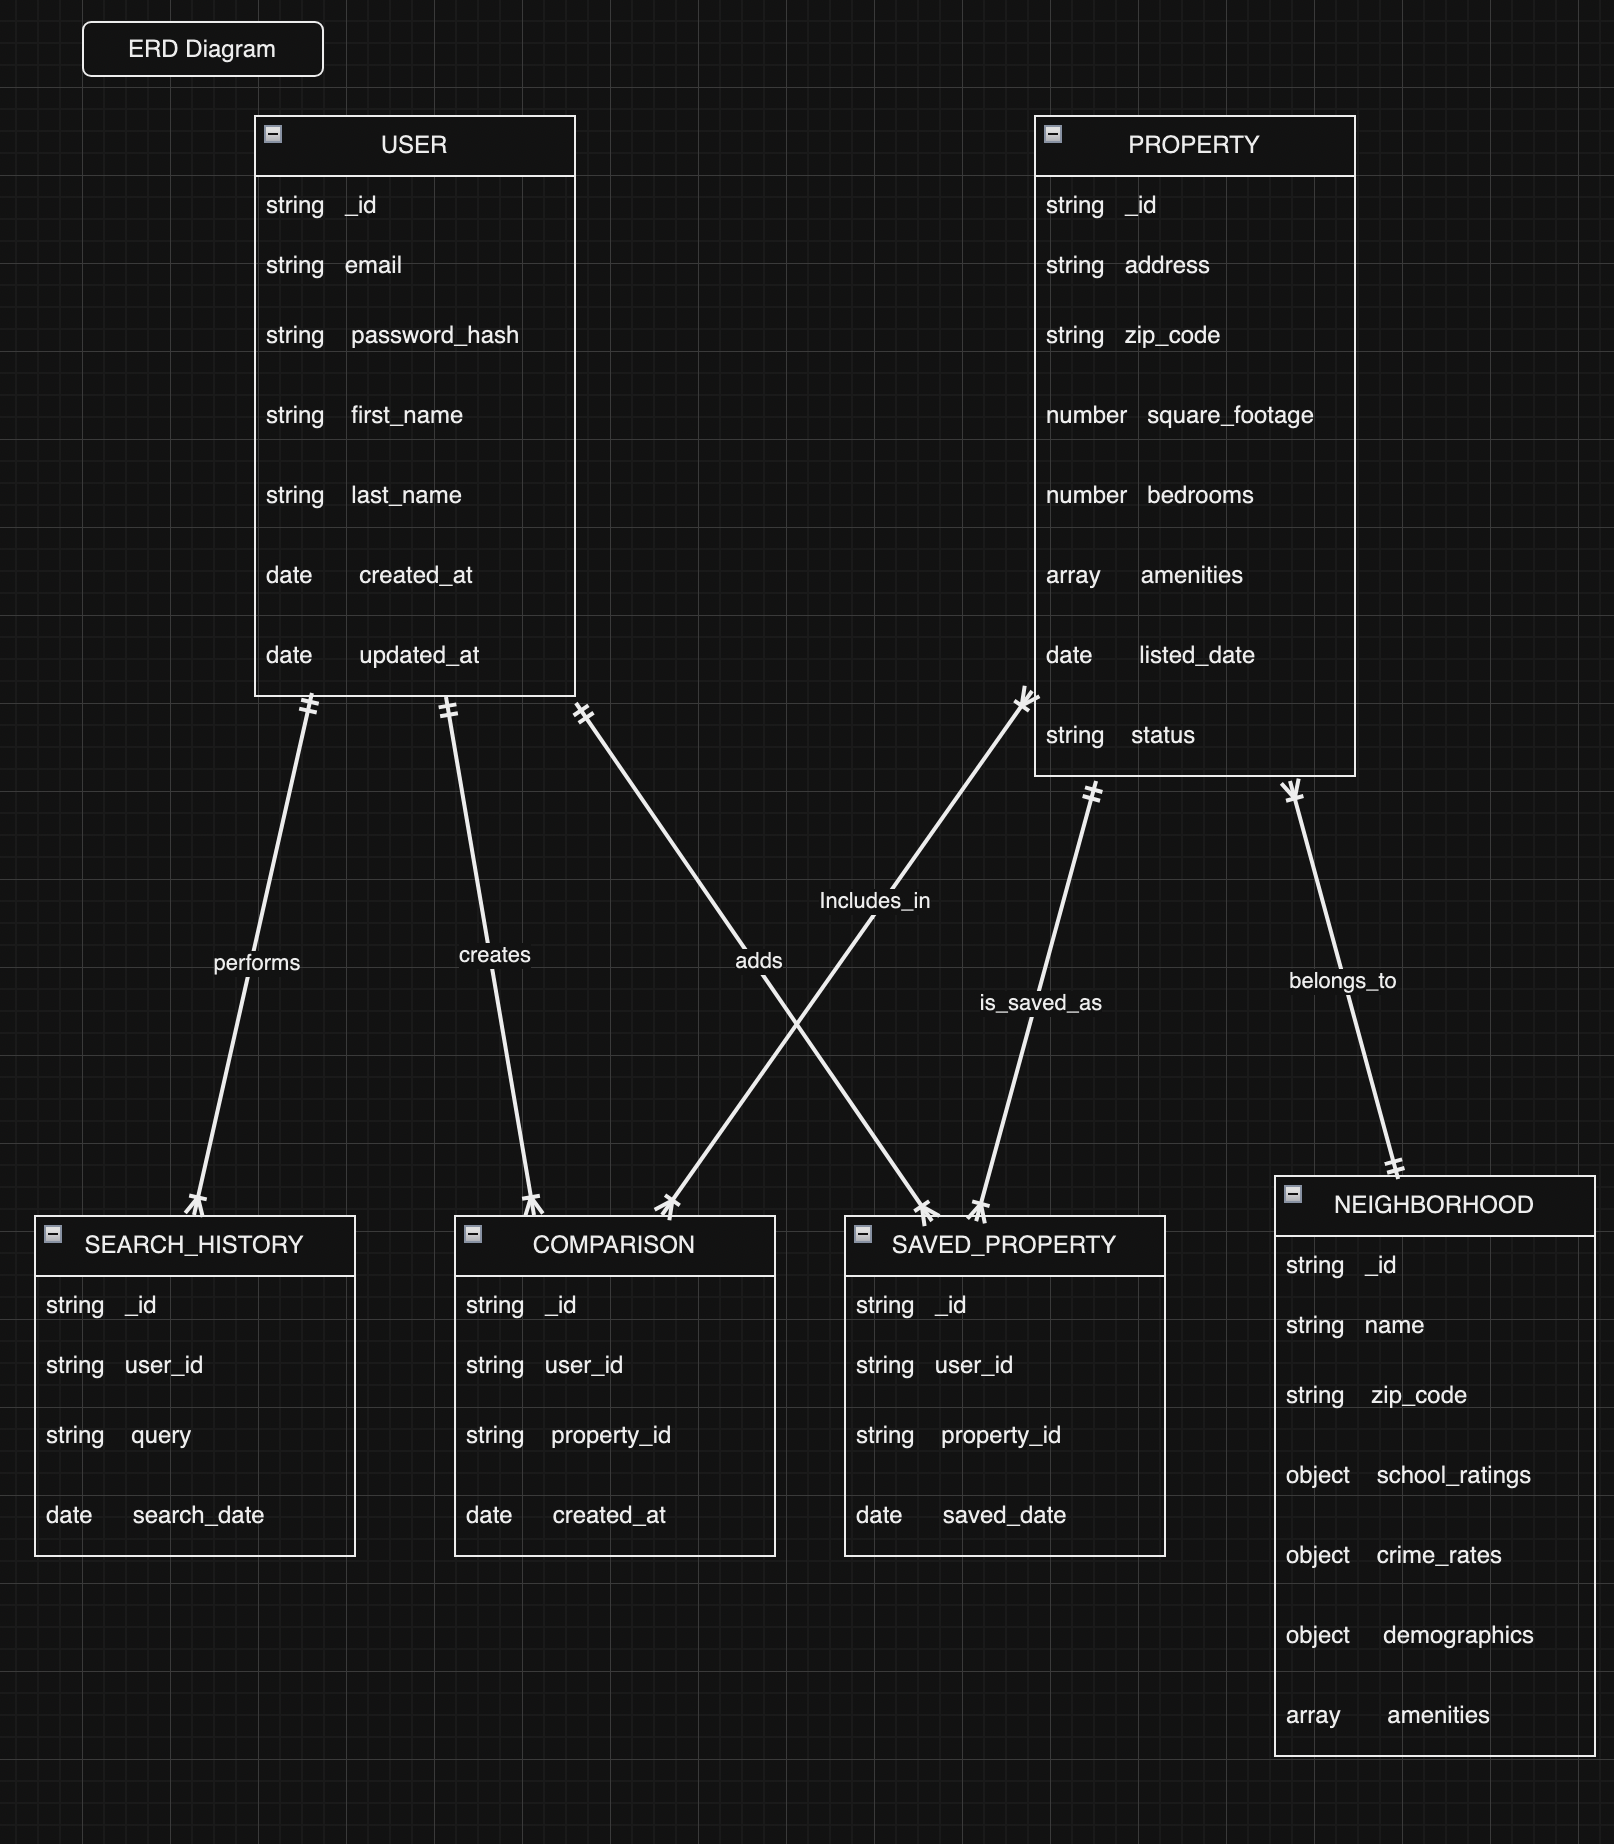 ERD Diagram
USER
string _id
string email
string password_hash
string first_name
string last_name
date created_at
date updated_at
PROPERTY
string _id
string address
string zip_code
number square_footage
number bedrooms
array amenities
date listed_date
string status
performs
creates
adds
Includes_in
is_saved_as
belongs_to
SEARCH_HISTORY
string _id
string user_id
string query
date search_date
COMPARISON
string _id
string user_id
string property_id
date created_at
SAVED_PROPERTY
string _id
string user_id
string property_id
date saved_date
NEIGHBORHOOD
string _id
string name
string zip_code
object school_ratings
object crime_rates
object demographics
array amenities